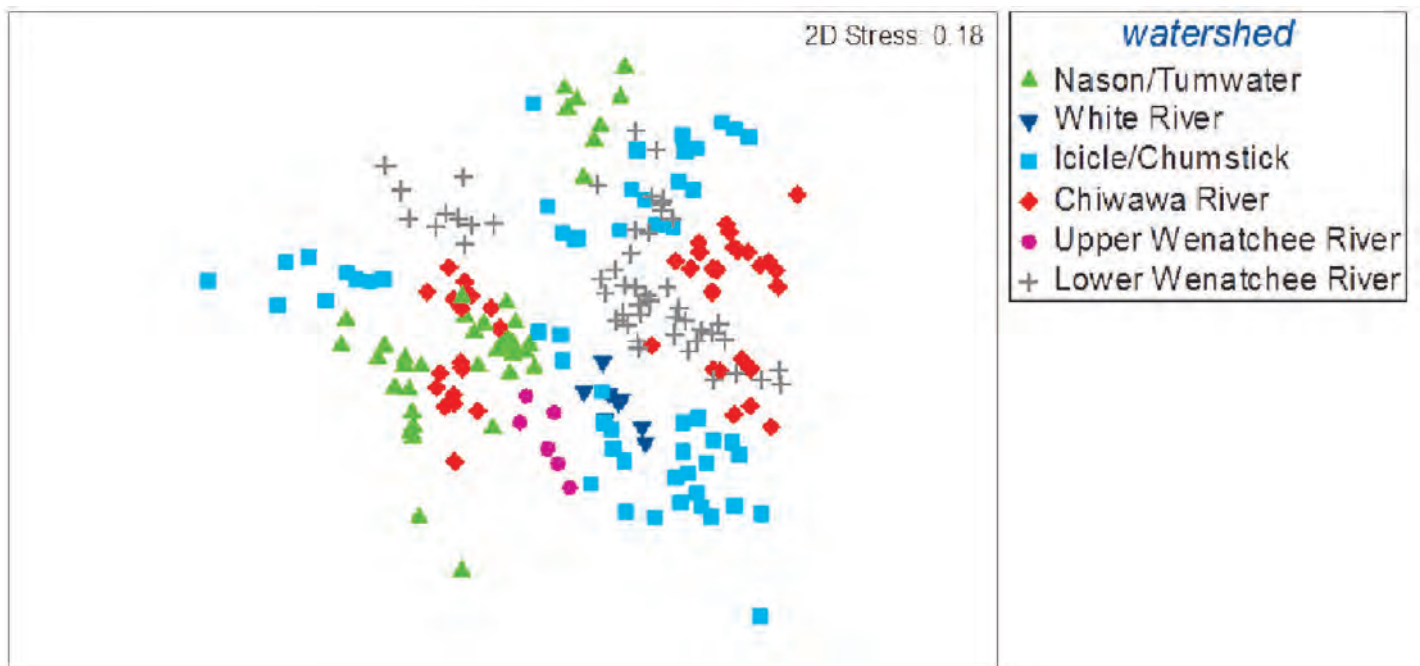 2D Stress: 0.18
watershed
Nason/Tumwater
White River
Icicle/Chumstick
Chiwawa River
Upper Wenatchee River
Lower Wenatchee River